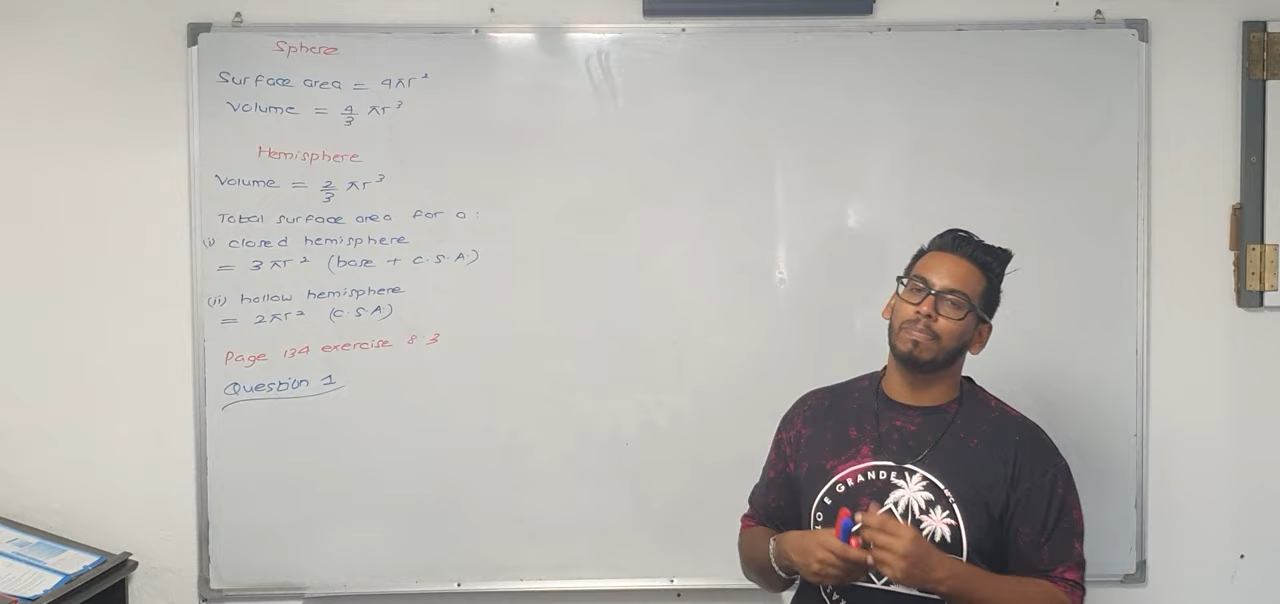 Sphere
Surface area = 4πr²
Volume = 4/3 πr³
Hemisphere
Volume = 2/3 πr³
Total surface area for a:
(i) closed hemisphere
= 3πr² (base + C.S.A.)
(ii) hollow hemisphere
= 2πr² (C.S.A)
Page 134 exercise 8.3
Question 1
E GRANDE